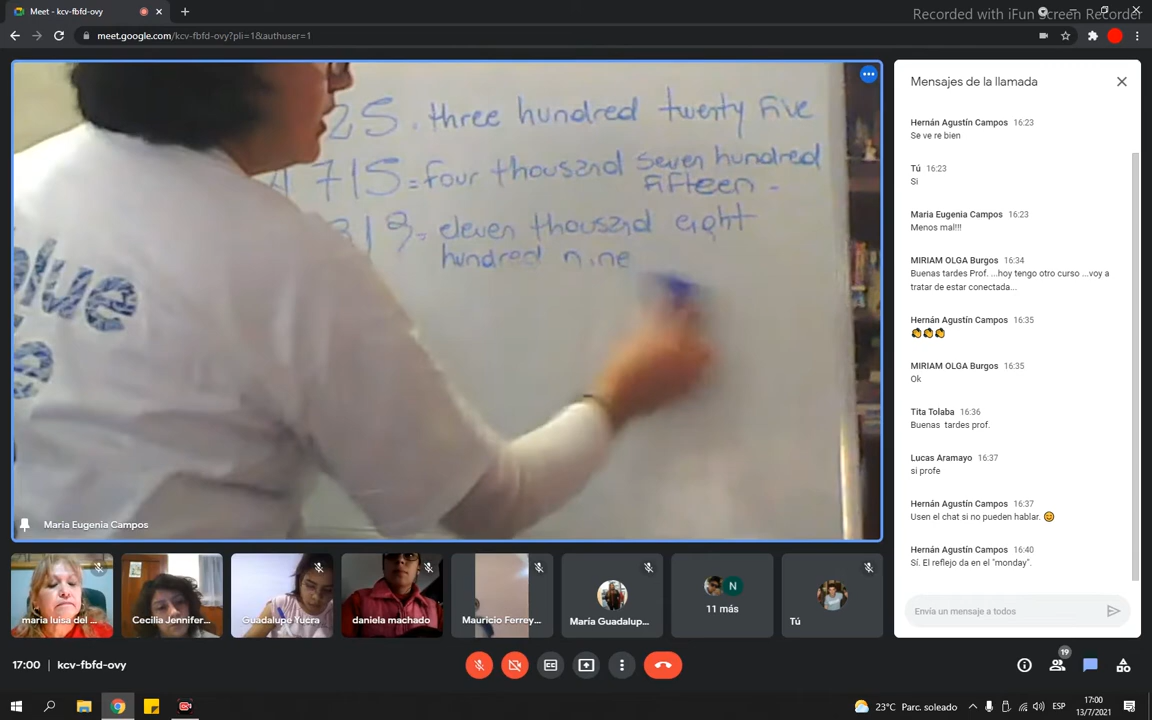 Meet - kcv-fbfd-ovy
Recorded with iFun Screen Recorder
meet.google.com/kcv-fbfd-ovy?pli=1&authuser=1
25. three hundred twenty five
4 715 = four thousand seven hundred
fifteen -
= eleven thousand eight
hundred nine
blue
Maria Eugenia Campos
Mensajes de la llamada
Hernán Agustín Campos 16:23
Se ve re bien
Tú 16:23
Si
Maria Eugenia Campos 16:23
Menos mal!!!
MIRIAM OLGA Burgos 16:34
Buenas tardes Prof. ...hoy tengo otro curso ...voy a
tratar de estar conectada...
Hernán Agustín Campos 16:35
👏👏👏
MIRIAM OLGA Burgos 16:35
Ok
Tita Tolaba 16:36
Buenas tardes prof.
Lucas Aramayo 16:37
si profe
Hernán Agustín Campos 16:37
Usen el chat si no pueden hablar. 😊
Hernán Agustín Campos 16:40
Sí. El reflejo da en el "monday".
Envía un mensaje a todos
maria luisa del ...
Cecilia Jennifer...
Guadalupe Yucra
daniela machado
Mauricio Ferrey...
María Guadalup...
N
11 más
Tú
17:00 kcv-fbfd-ovy
19
23°C Parc. soleado
ESP
17:00
13/7/2021